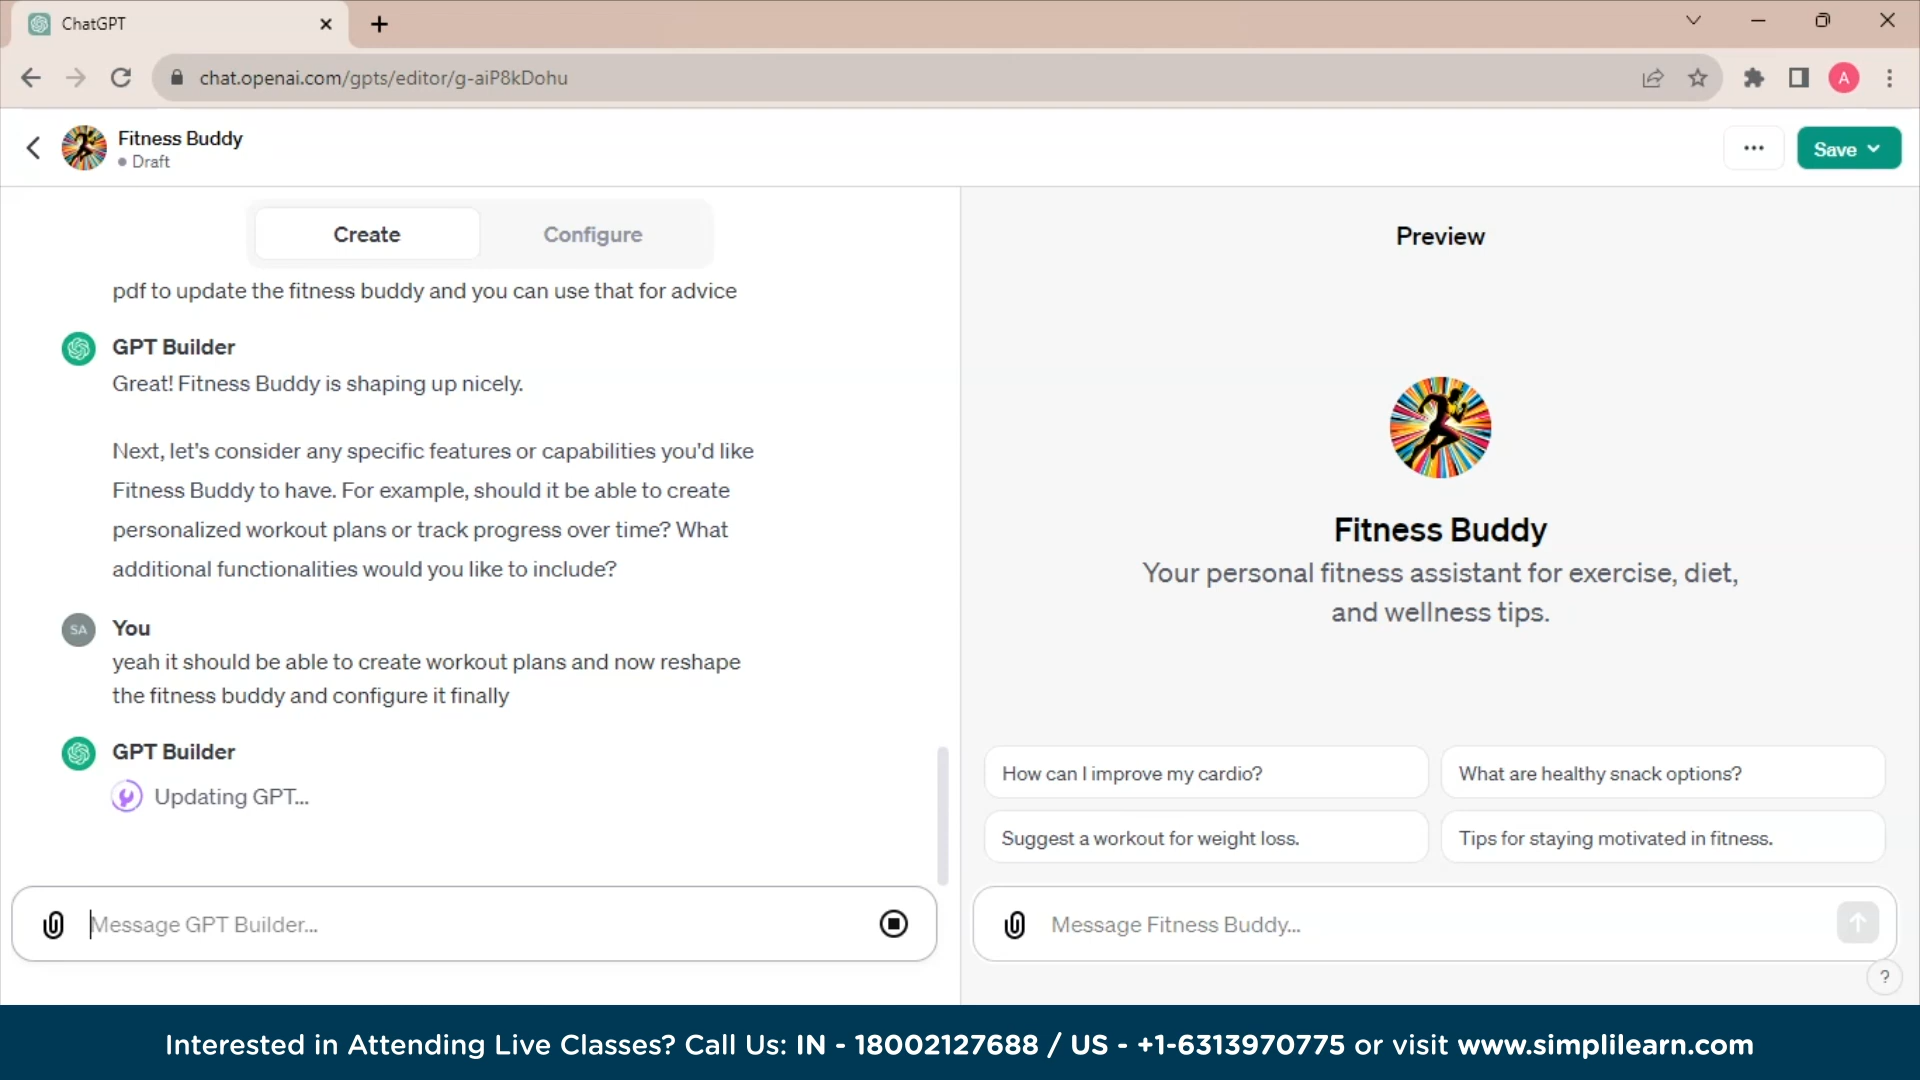 ChatGPT
chat.openai.com/gpts/editor/g-aiP8kDohu
A
Fitness Buddy
Draft
Save
Create
Configure
pdf to update the fitness buddy and you can use that for advice
GPT Builder
Great! Fitness Buddy is shaping up nicely.
Next, let's consider any specific features or capabilities you'd like
Fitness Buddy to have. For example, should it be able to create
personalized workout plans or track progress over time? What
additional functionalities would you like to include?
SA
You
yeah it should be able to create workout plans and now reshape
the fitness buddy and configure it finally
GPT Builder
Updating GPT...
Message GPT Builder...
Preview
Fitness Buddy
Your personal fitness assistant for exercise, diet,
and wellness tips.
How can I improve my cardio?
What are healthy snack options?
Suggest a workout for weight loss.
Tips for staying motivated in fitness.
Message Fitness Buddy...
?
Interested in Attending Live Classes? Call Us: IN - 18002127688 / US - +1-6313970775 or visit www.simplilearn.com